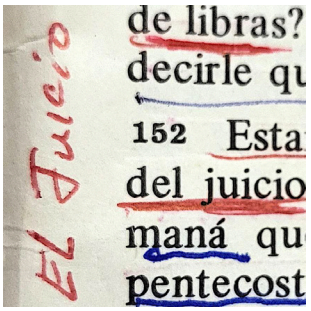 El Juicio
de libras?
decirle qu
152 Esta
del juicio
maná qu
pentecost